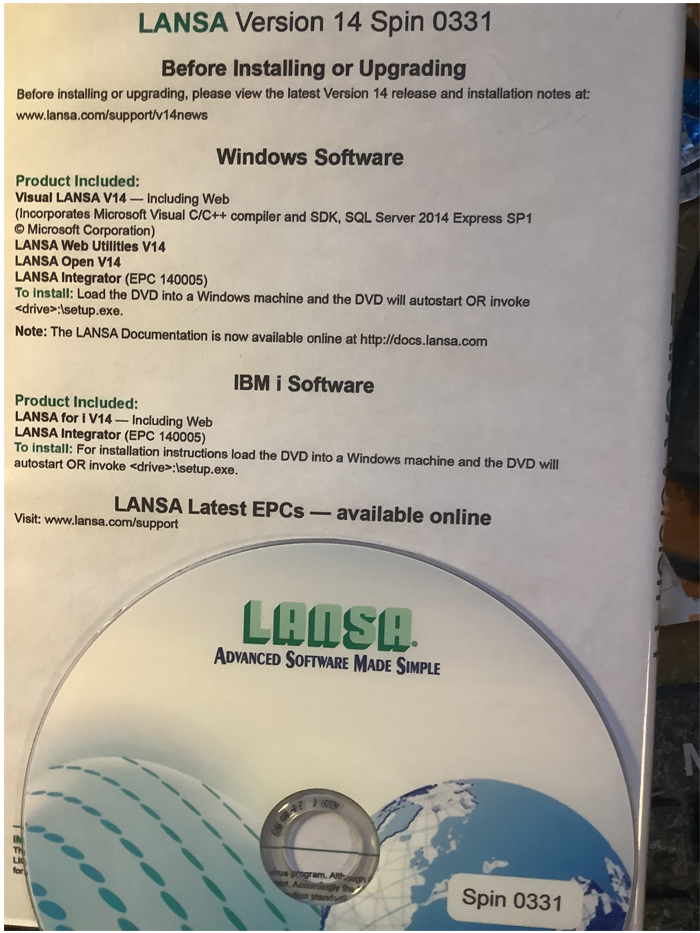 LANSA Version 14 Spin 0331
Before Installing or Upgrading
Before installing or upgrading, please view the latest Version 14 release and installation notes at:
www.lansa.com/support/v14news
Windows Software
Product Included:
Visual LANSA V14 — Including Web
(Incorporates Microsoft Visual C/C++ compiler and SDK, SQL Server 2014 Express SP1
© Microsoft Corporation)
LANSA Web Utilities V14
LANSA Open V14
LANSA Integrator (EPC 140005)
To install: Load the DVD into a Windows machine and the DVD will autostart OR invoke
<drive>:\setup.exe.
Note: The LANSA Documentation is now available online at http://docs.lansa.com
IBM i Software
Product Included:
LANSA for i V14 — Including Web
LANSA Integrator (EPC 140005)
To install: For installation instructions load the DVD into a Windows machine and the DVD will
autostart OR invoke <drive>:\setup.exe.
LANSA Latest EPCs — available online
Visit: www.lansa.com/support
LANSA
ADVANCED SOFTWARE MADE SIMPLE
program. Although
Accordingly the
Spin 0331